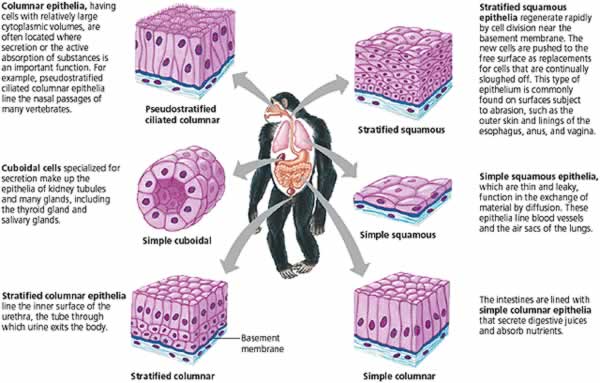 Columnar epithelia, having
cells with relatively large
cytoplasmic volumes, are
often located where
secretion or the active
absorption of substances is
an important function. For
example, pseudostratified
ciliated columnar epithelia
line the nasal passages of
many vertebrates.
Pseudostratified
ciliated columnar
Stratified squamous
Stratified squamous
epithelia regenerate rapidly
by cell division near the
basement membrane. The
new cells are pushed to the
free surface as replacements
for cells that are continually
sloughed off. This type of
epithelium is commonly
found on surfaces subject
to abrasion, such as the
outer skin and linings of the
esophagus, anus, and vagina.
Cuboidal cells specialized for
secretion make up the
epithelia of kidney tubules
and many glands, including
the thyroid gland and
salivary glands.
Simple cuboidal
Simple squamous
Simple squamous epithelia,
which are thin and leaky,
function in the exchange of
material by diffusion. These
epithelia line blood vessels
and the air sacs of the lungs.
Stratified columnar epithelia
line the inner surface of the
urethra, the tube through
which urine exits the body.
Basement
membrane
Stratified columnar
Simple columnar
The intestines are lined with
simple columnar epithelia
that secrete digestive juices
and absorb nutrients.